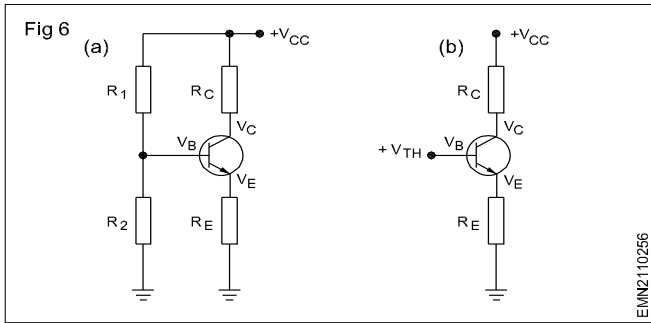 Fig 6
(a)
+VCC
R1
RC
VC
VB
VE
R2
RE
(b)
+VCC
RC
VC
+ VTH
VB
VE
RE
EMN2110256